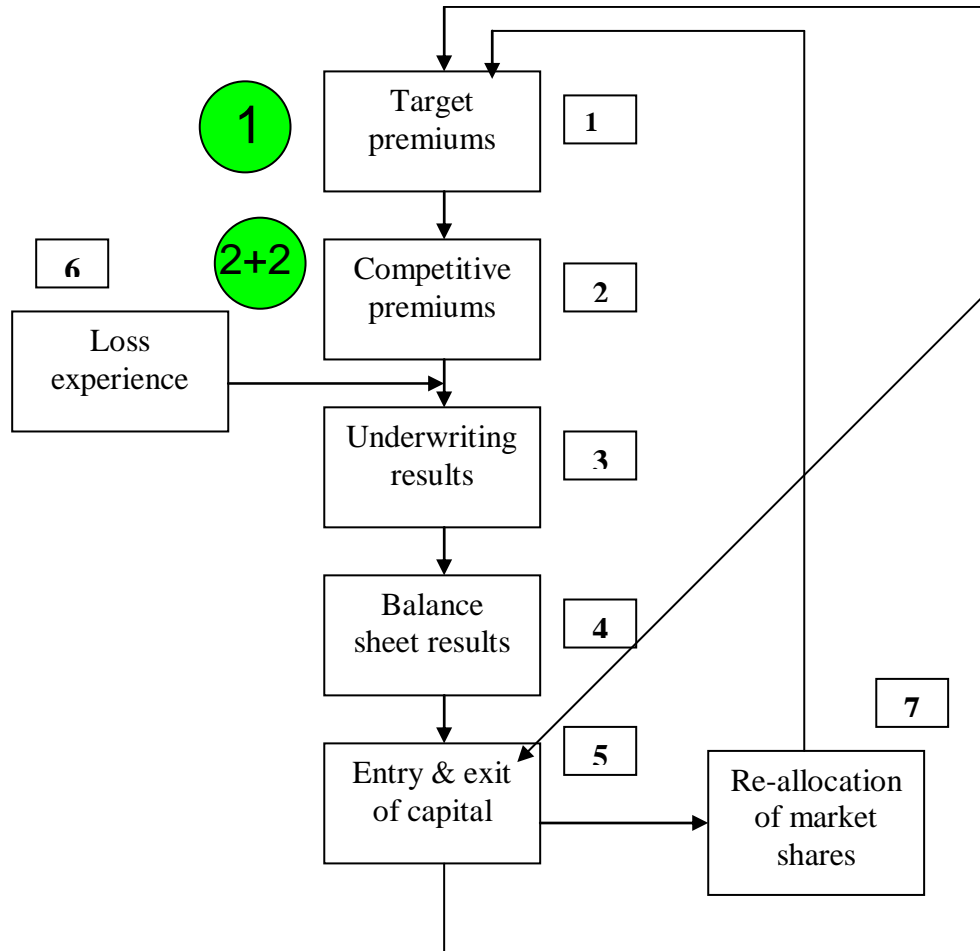 Target
premiums
1
1
Competitive
premiums
2+2
2
6
Loss
experience
Underwriting
results
3
Balance
sheet results
4
Entry & exit
of capital
5
7
Re-allocation
of market
shares